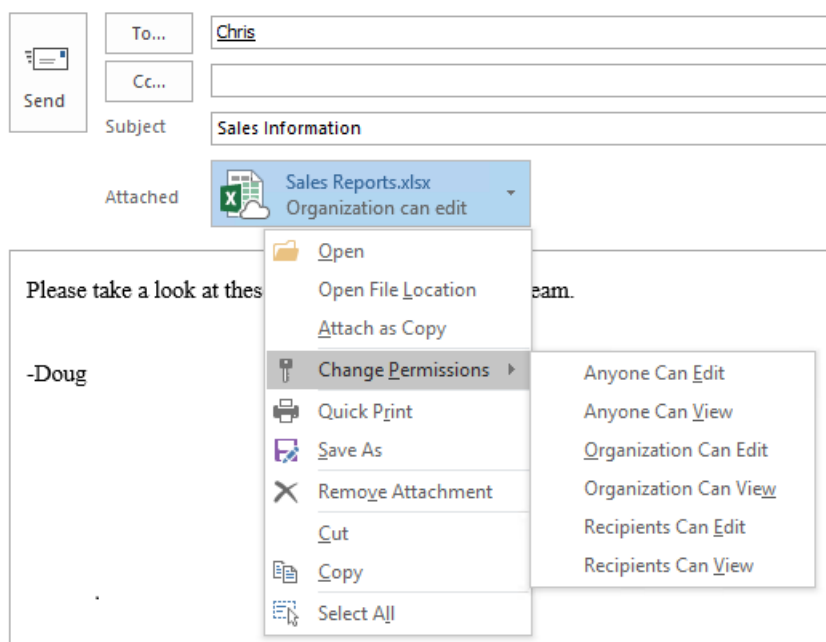 To...
Chris
Cc...
Send
Subject
Sales Information
Attached
Sales Reports.xlsx
Organization can edit
Open
Please take a look at thes
Open File Location
eam.
Attach as Copy
-Doug
Change Permissions
Anyone Can Edit
Quick Print
Anyone Can View
Save As
Organization Can Edit
Remove Attachment
Organization Can View
Cut
Recipients Can Edit
Copy
Recipients Can View
Select All